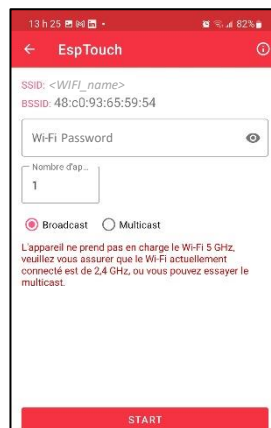 13 h 25
82%
← EspTouch
SSID: <WIFI_name>
BSSID: 48:c0:93:65:59:54
Wi-Fi Password
Nombre d'ap...
1
Broadcast Multicast
L'appareil ne prend pas en charge le Wi-Fi 5 GHz,
veuillez vous assurer que le Wi-Fi actuellement
connecté est de 2,4 GHz, ou vous pouvez essayer le
multicast.
START